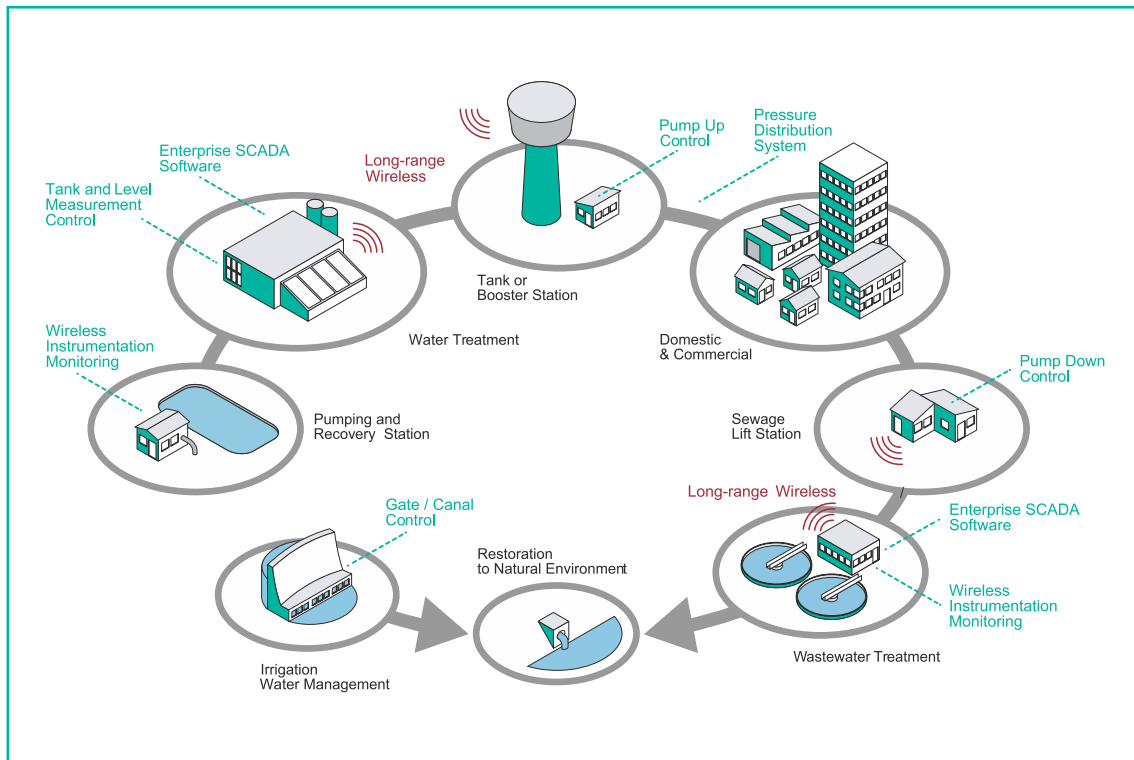 Enterprise SCADA
Software
Tank and Level
Measurement
Control
Long-range
Wireless
Pump Up
Control
Pressure
Distribution
System
Tank or
Booster Station
Water Treatment
Domestic
& Commercial
Wireless
Instrumentation
Monitoring
Pumping and
Recovery Station
Sewage
Lift Station
Pump Down
Control
Long-range Wireless
Gate / Canal
Control
Enterprise SCADA
Software
Restoration
to Natural Environment
Wireless
Instrumentation
Monitoring
Irrigation
Water Management
Wastewater Treatment